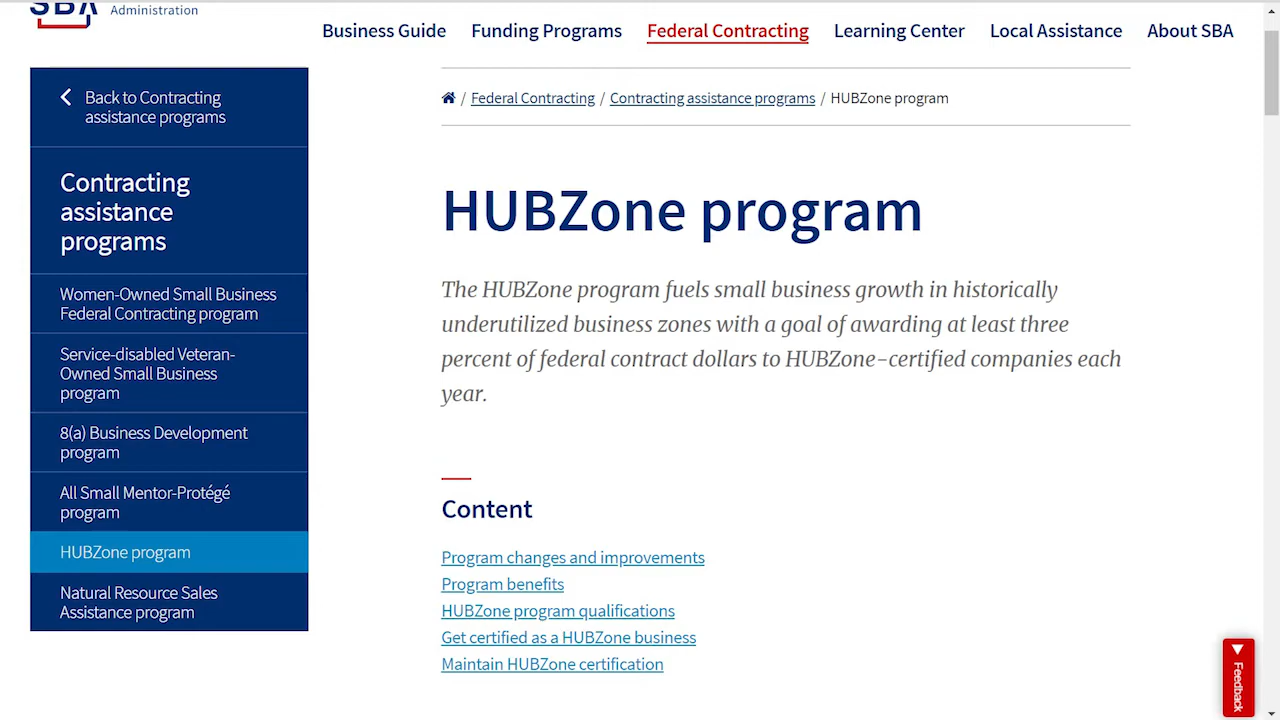 SBA
Administration
Business Guide
Funding Programs
Federal Contracting
Learning Center
Local Assistance
About SBA
Back to Contracting
assistance programs
Contracting
assistance
programs
Women-Owned Small Business
Federal Contracting program
Service-disabled Veteran-
Owned Small Business
program
8(a) Business Development
program
All Small Mentor-Protégé
program
HUBZone program
Natural Resource Sales
Assistance program
/ Federal Contracting / Contracting assistance programs / HUBZone program
HUBZone program
The HUBZone program fuels small business growth in historically
underutilized business zones with a goal of awarding at least three
percent of federal contract dollars to HUBZone-certified companies each
year.
Content
Program changes and improvements
Program benefits
HUBZone program qualifications
Get certified as a HUBZone business
Maintain HUBZone certification
Feedback